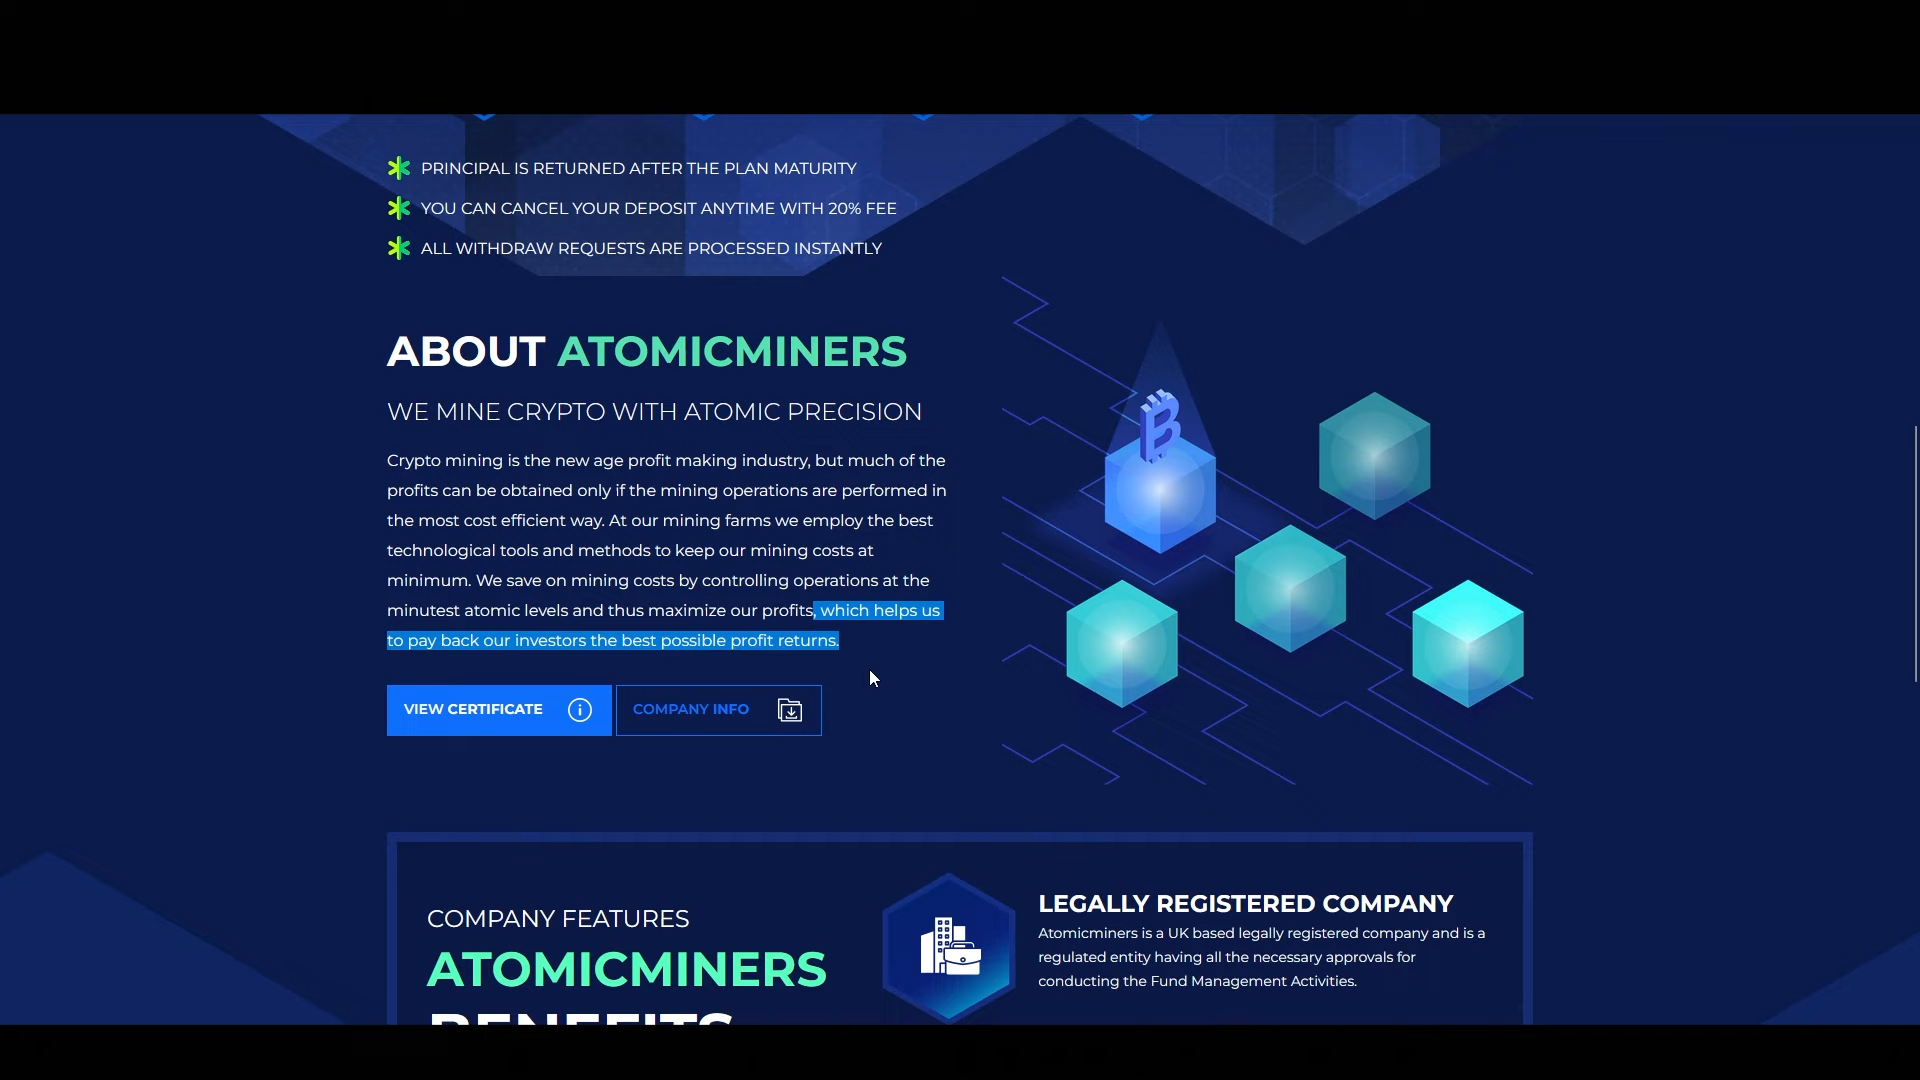 PRINCIPAL IS RETURNED AFTER THE PLAN MATURITY
YOU CAN CANCEL YOUR DEPOSIT ANYTIME WITH 20% FEE
ALL WITHDRAW REQUESTS ARE PROCESSED INSTANTLY
ABOUT ATOMICMINERS
WE MINE CRYPTO WITH ATOMIC PRECISION
Crypto mining is the new age profit making industry, but much of the
profits can be obtained only if the mining operations are performed in
the most cost efficient way. At our mining farms we employ the best
technological tools and methods to keep our mining costs at
minimum. We save on mining costs by controlling operations at the
minutest atomic levels and thus maximize our profits, which helps us
to pay back our investors the best possible profit returns.
VIEW CERTIFICATE
COMPANY INFO
COMPANY FEATURES
ATOMICMINERS
BENEFITS
LEGALLY REGISTERED COMPANY
Atomicminers is a UK based legally registered company and is a
regulated entity having all the necessary approvals for
conducting the Fund Management Activities.